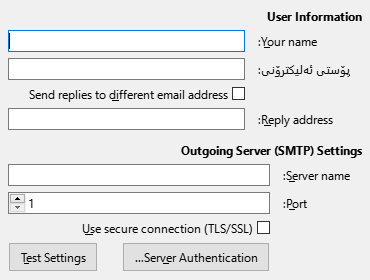 User Information
:Your name
پۆستی ئەلیکترۆنی:
Send replies to different email address
:Reply address
Outgoing Server (SMTP) Settings
:Server name
:Port
1
Use secure connection (TLS/SSL)
Test Settings
...Server Authentication